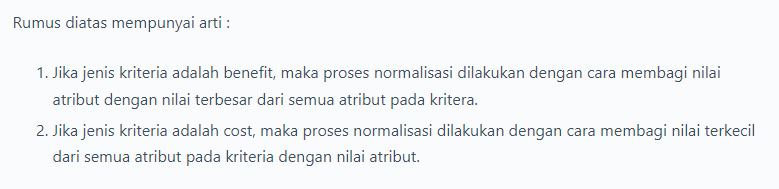 Rumus diatas mempunyai arti :
1. Jika jenis kriteria adalah benefit, maka proses normalisasi dilakukan dengan cara membagi nilai
atribut dengan nilai terbesar dari semua atribut pada kritera.
2. Jika jenis kriteria adalah cost, maka proses normalisasi dilakukan dengan cara membagi nilai terkecil
dari semua atribut pada kriteria dengan nilai atribut.